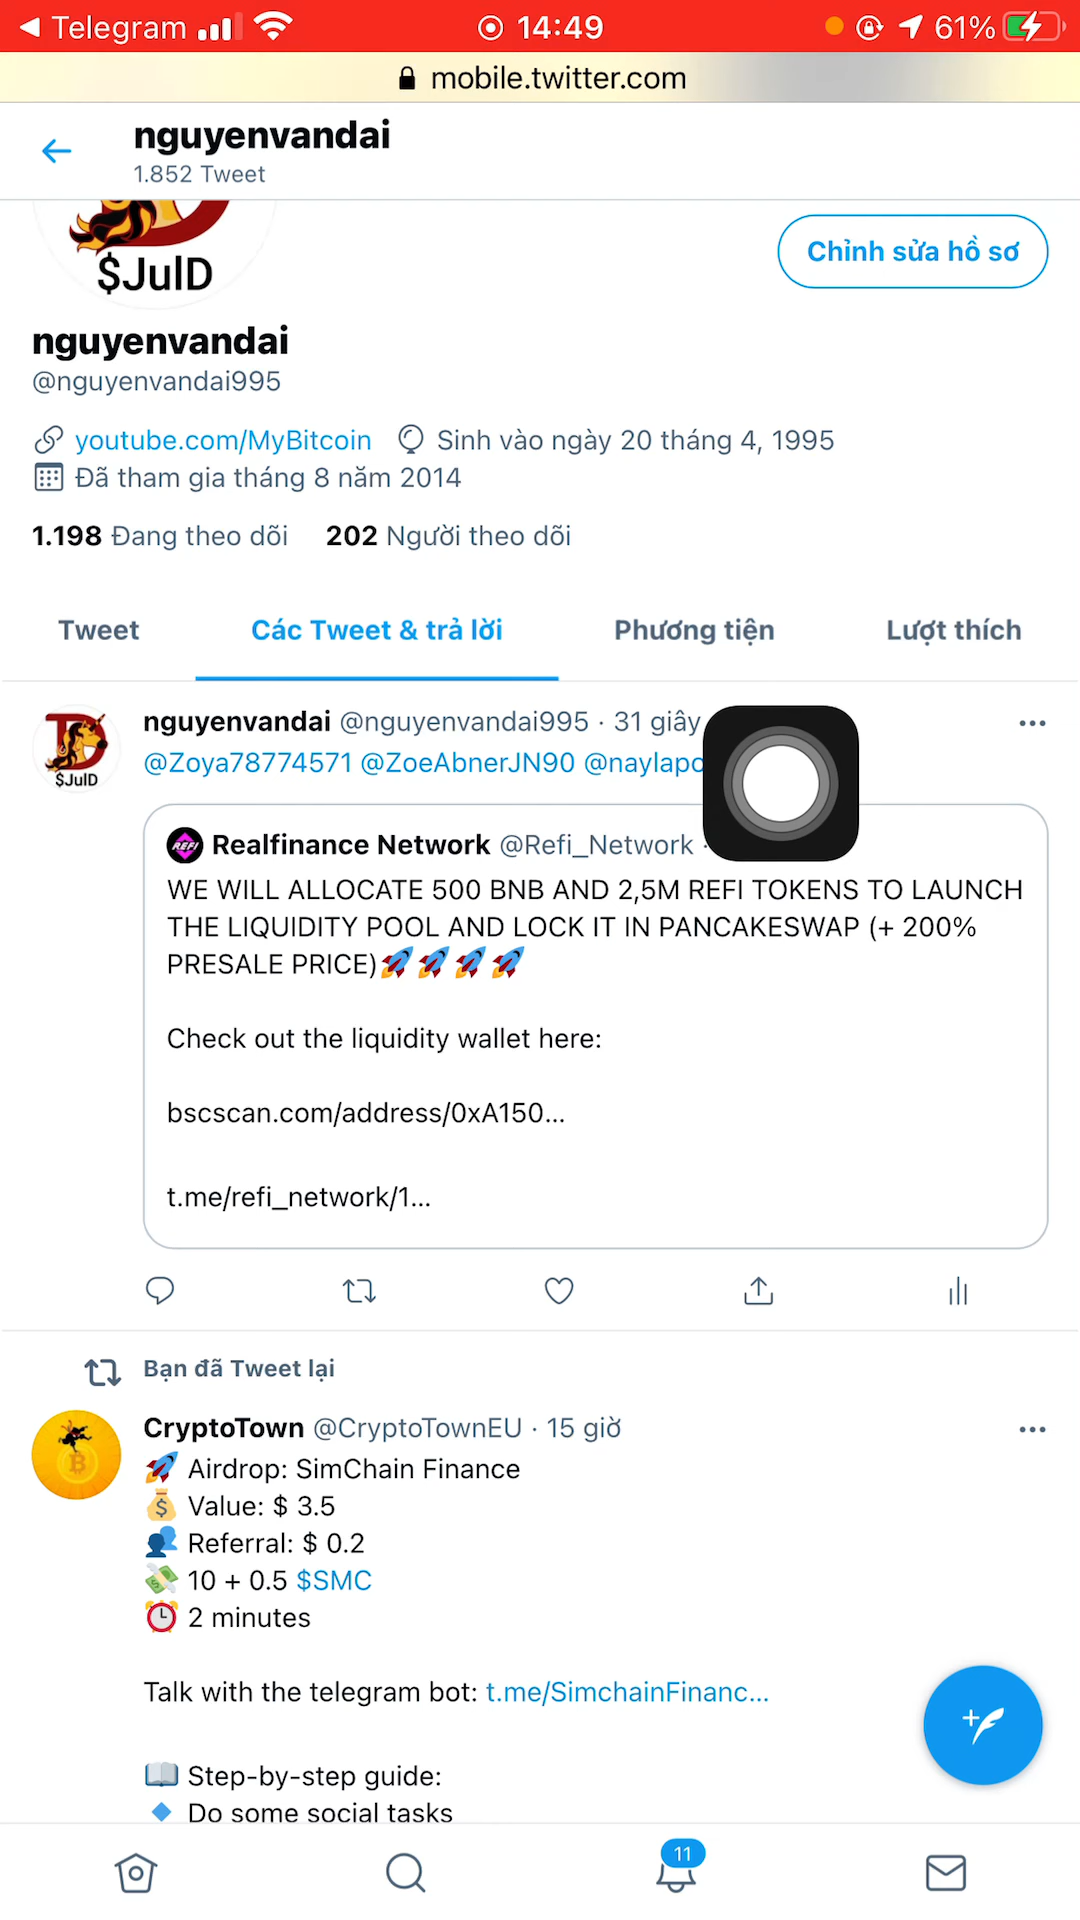 Telegram 14:49 61%
mobile.twitter.com
nguyenvandai
1.852 Tweet
$JulD
Chỉnh sửa hồ sơ
nguyenvandai
@nguyenvandai995
youtube.com/MyBitcoin Sinh vào ngày 20 tháng 4, 1995
Đã tham gia tháng 8 năm 2014
1.198 Đang theo dõi 202 Người theo dõi
Tweet Các Tweet & trả lời Phương tiện Lượt thích
nguyenvandai @nguyenvandai995 · 31 giây
$JulD
@Zoya78774571 @ZoeAbnerJN90
REFI Realfinance Network @Refi_Network ·
WE WILL ALLOCATE 500 BNB AND 2,5M REFI TOKENS TO LAUNCH
THE LIQUIDITY POOL AND LOCK IT IN PANCAKESWAP (+ 200%
PRESALE PRICE)🚀🚀🚀🚀
Check out the liquidity wallet here:
bscscan.com/address/0xA150...
t.me/refi_network/1...
Bạn đã Tweet lại
CryptoTown @CryptoTownEU · 15 giờ
🚀 Airdrop: SimChain Finance
💰 Value: $ 3.5
👥 Referral: $ 0.2
💸 10 + 0.5 $SMC
⏰ 2 minutes
Talk with the telegram bot: t.me/SimchainFinanc...
📖 Step-by-step guide:
🔹 Do some social tasks
11